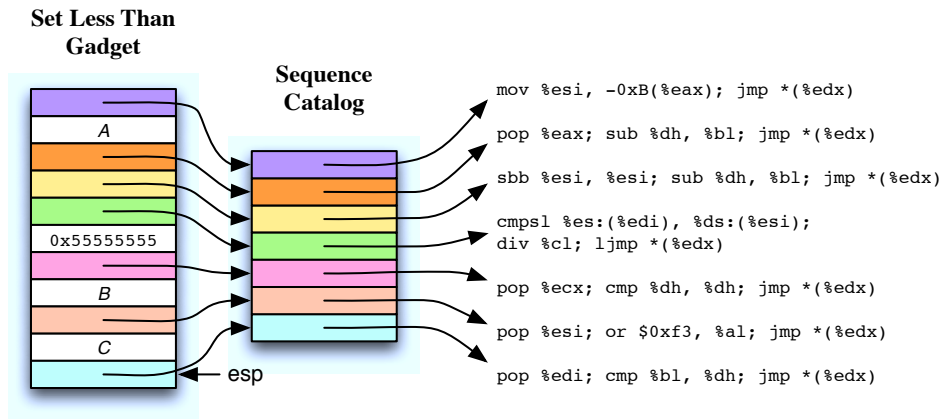 Set Less Than
Gadget
Sequence
Catalog
A
0x55555555
B
C
esp
mov %esi, -0xB(%eax); jmp *(%edx)
pop %eax; sub %dh, %bl; jmp *(%edx)
sbb %esi, %esi; sub %dh, %bl; jmp *(%edx)
cmpsl %es:(%edi), %ds:(%esi);
div %cl; ljmp *(%edx)
pop %ecx; cmp %dh, %dh; jmp *(%edx)
pop %esi; or $0xf3, %al; jmp *(%edx)
pop %edi; cmp %bl, %dh; jmp *(%edx)